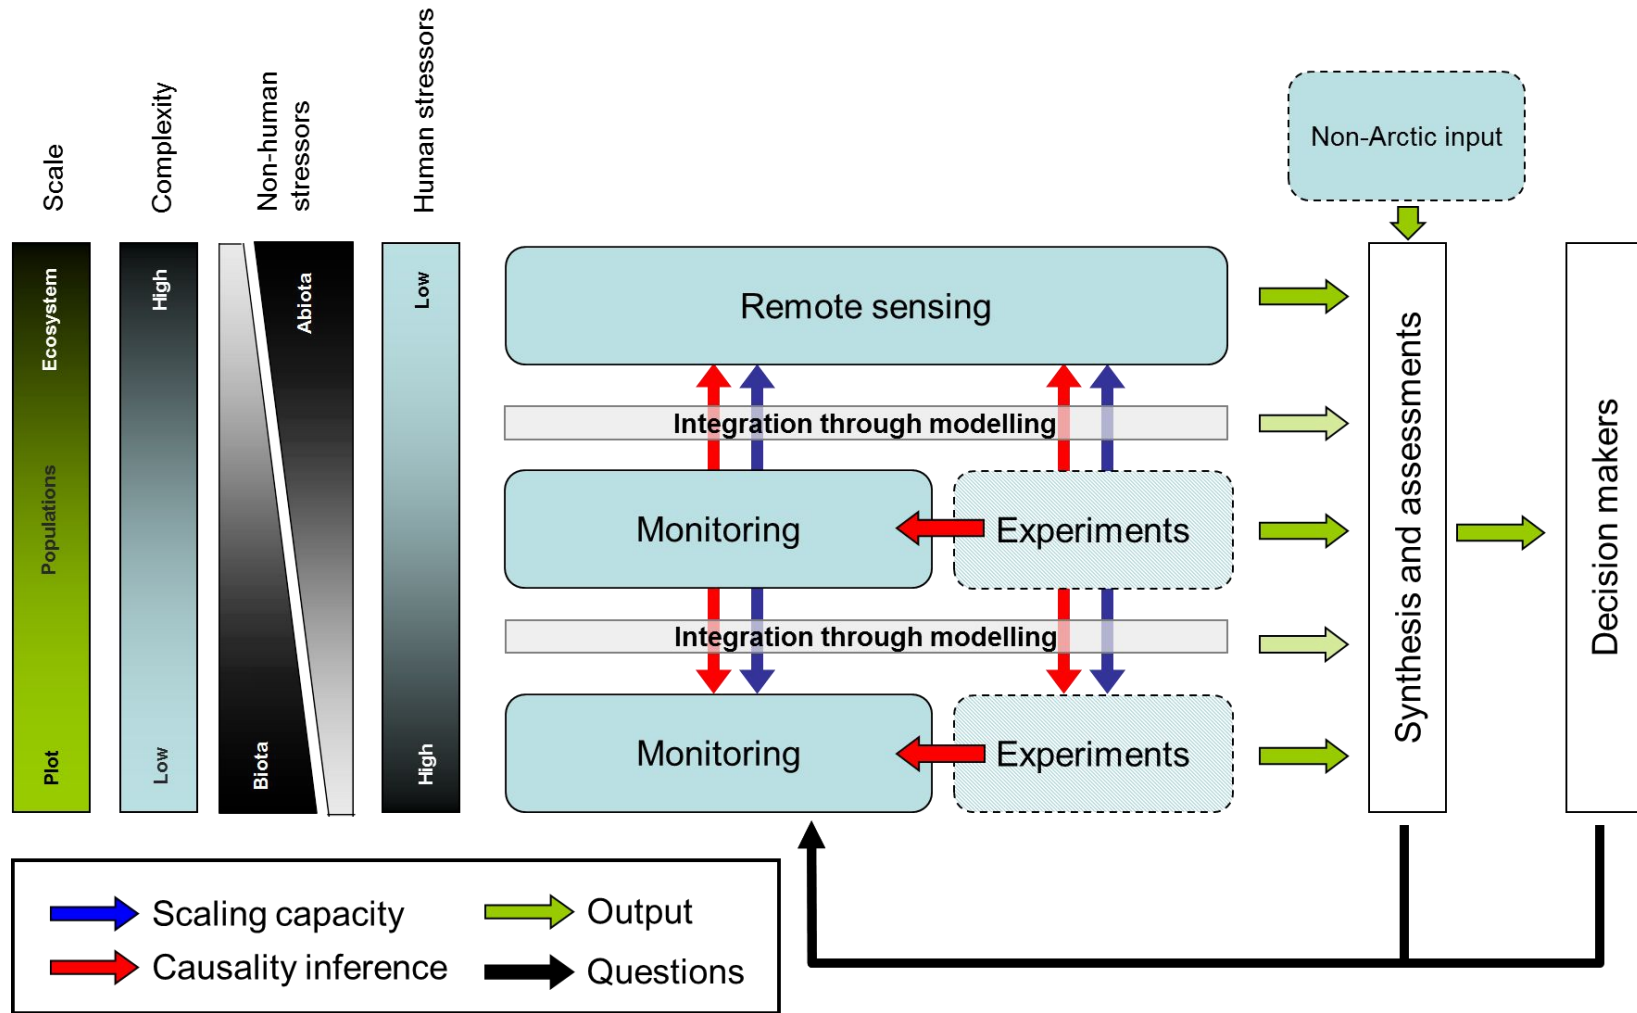 Scale
Complexity
Non-human
stressors
Human stressors
Ecosystem
Populations
Plot
High
Low
Abiota
Biota
Low
High
Non-Arctic input
Remote sensing
Integration through modelling
Monitoring
Experiments
Integration through modelling
Monitoring
Experiments
Synthesis and assessments
Decision makers
Scaling capacity
Causality inference
Output
Questions